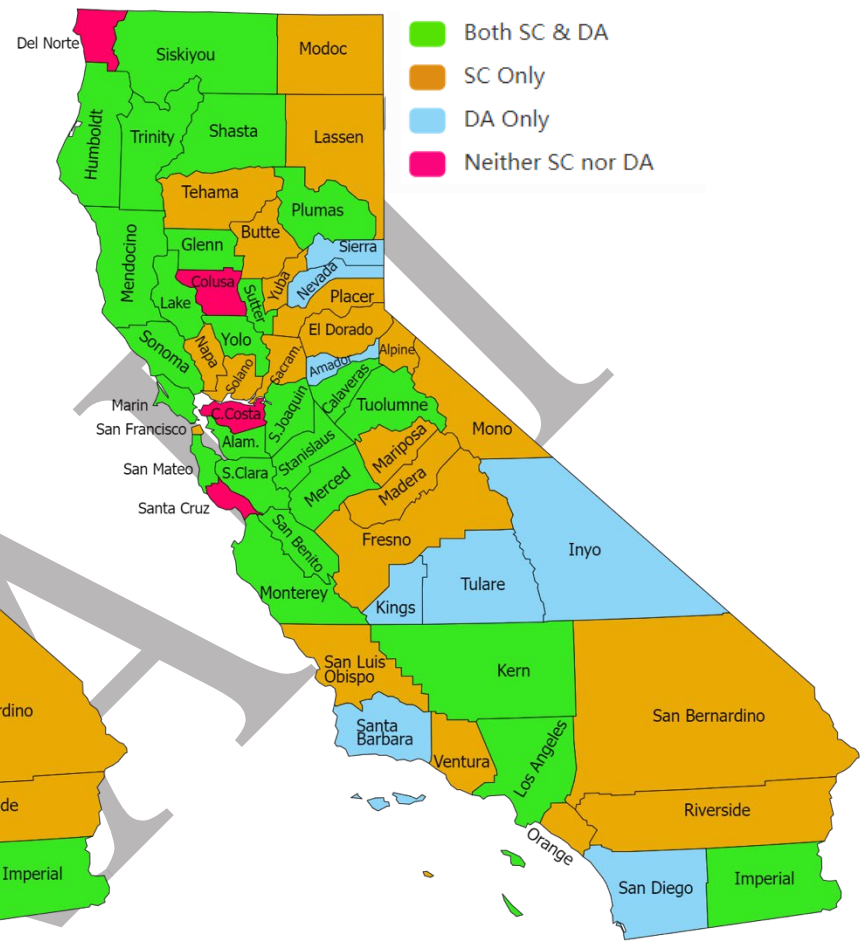 Both SC & DA
SC Only
DA Only
Neither SC nor DA
Del Norte
Siskiyou
Modoc
Humboldt
Trinity
Shasta
Lassen
Tehama
Plumas
Mendocino
Glenn
Butte
Sierra
Colusa
Yuba
Nevada
Lake
Sutter
Placer
Sonoma
Napa
Yolo
El Dorado
Solano
Sacram.
Amador
Alpine
Marin
C.Costa
S.Joaquin
Calaveras
Tuolumne
San Francisco
Alam.
Stanislaus
Mariposa
Mono
San Mateo
S.Clara
Merced
Madera
Santa Cruz
San Benito
Fresno
Inyo
Monterey
Kings
Tulare
San Luis
Obispo
Kern
rdino
San Bernardino
Santa
Barbara
Ventura
Los Angeles
de
Riverside
Orange
Imperial
San Diego
Imperial